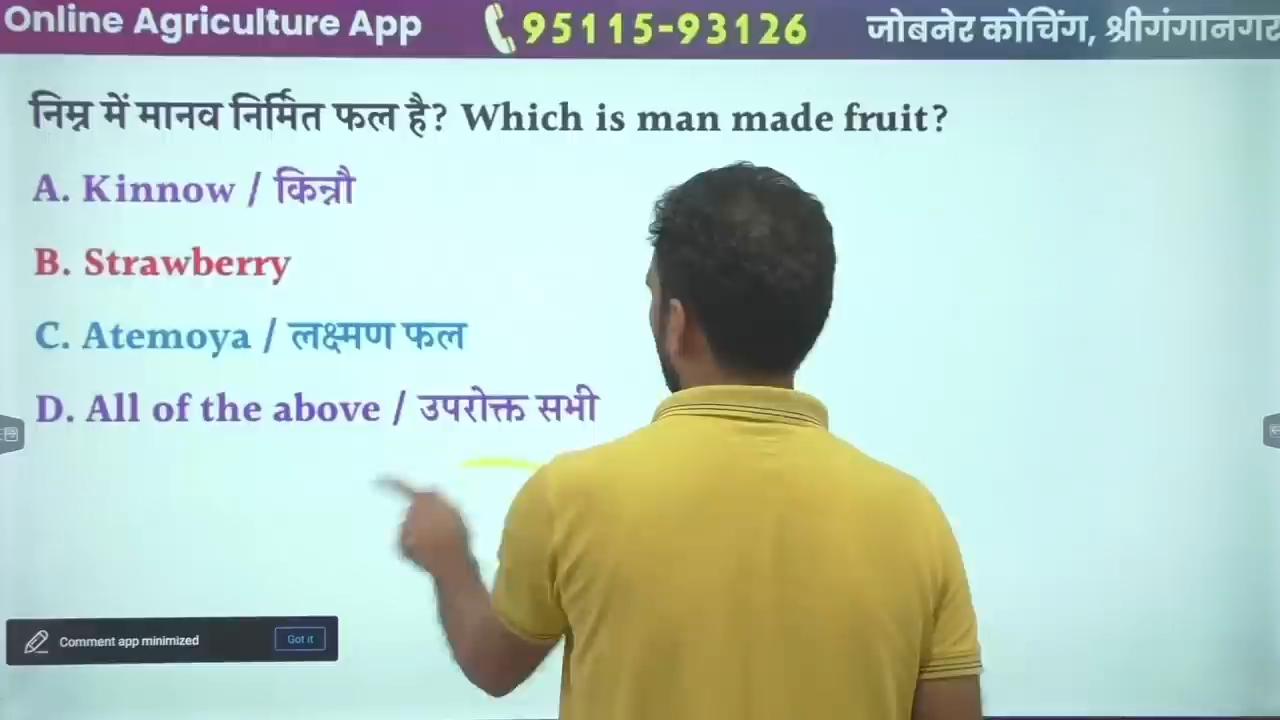 Online Agriculture App 95115-93126 जोबनेर कोचिंग, श्रीगंगानगर
निम्न में मानव निर्मित फल है? Which is man made fruit?
A. Kinnow / किन्नौ
B. Strawberry
C. Atemoya / लक्ष्मण फल
D. All of the above / उपरोक्त सभी
Comment app minimized Got it